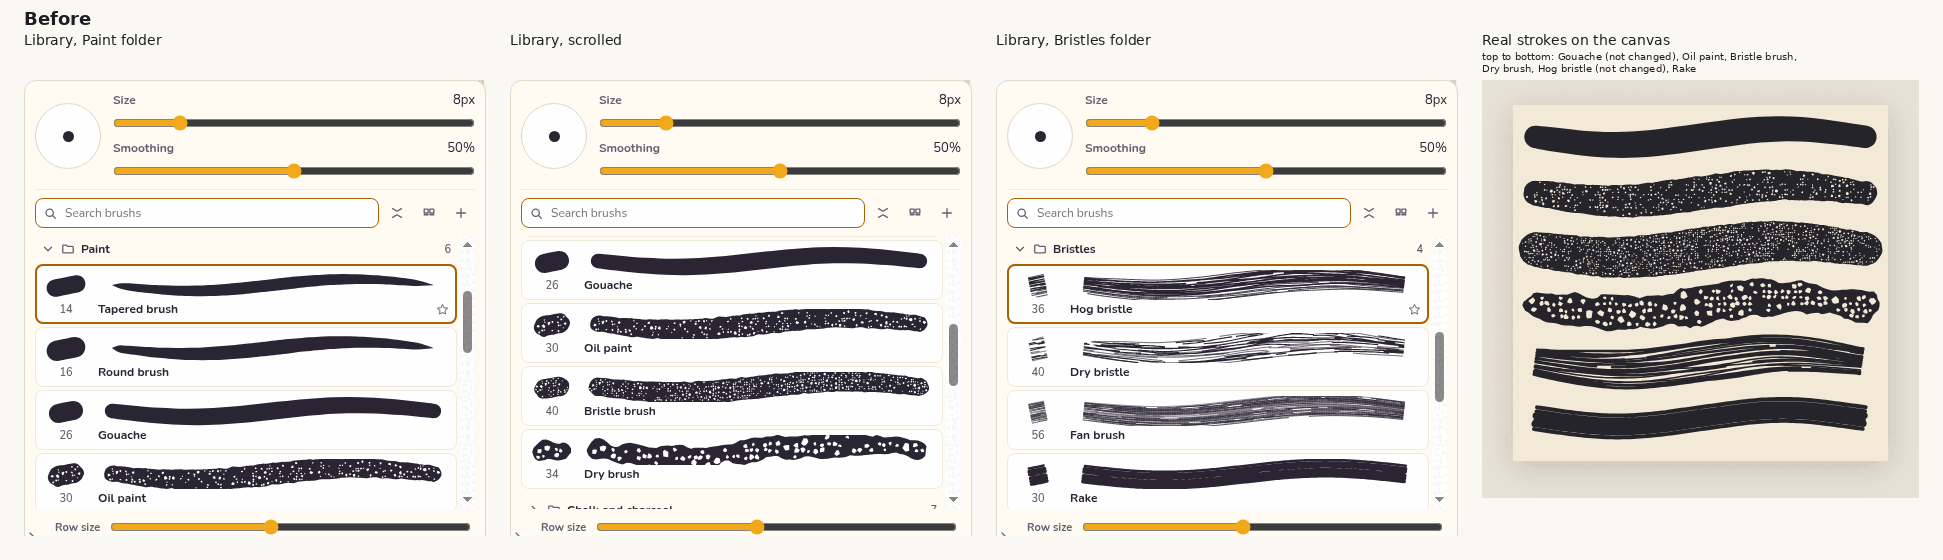 Before
Library, Paint folder
Size
8px
Smoothing
50%
Search brushs
Paint
6
14
Tapered brush
16
Round brush
26
Gouache
30
Oil paint
Row size
Library, scrolled
Size
8px
Smoothing
50%
Search brushs
26
Gouache
30
Oil paint
40
Bristle brush
34
Dry brush
Chalk and charcoal
7
Row size
Library, Bristles folder
Size
8px
Smoothing
50%
Search brushs
Bristles
4
36
Hog bristle
40
Dry bristle
56
Fan brush
30
Rake
Row size
Real strokes on the canvas
top to bottom: Gouache (not changed), Oil paint, Bristle brush,
Dry brush, Hog bristle (not changed), Rake